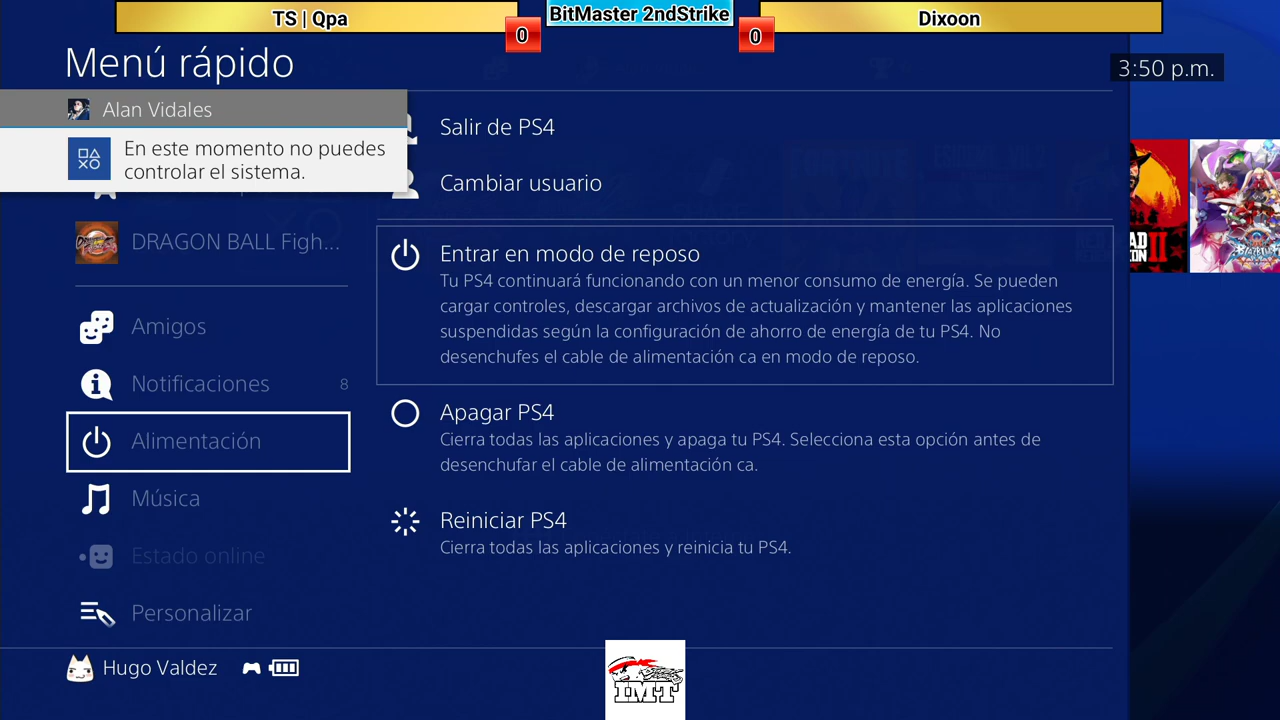 TS | Qpa
BitMaster 2ndStrike
Dixoon
0
0
Menú rápido
3:50 p.m.
Alan Vidales
En este momento no puedes
controlar el sistema.
DRAGON BALL Figh...
Amigos
Notificaciones 8
Alimentación
Música
Estado online
Personalizar
Salir de PS4
Cambiar usuario
Entrar en modo de reposo
Tu PS4 continuará funcionando con un menor consumo de energía. Se pueden
cargar controles, descargar archivos de actualización y mantener las aplicaciones
suspendidas según la configuración de ahorro de energía de tu PS4. No
desenchufes el cable de alimentación ca en modo de reposo.
Apagar PS4
Cierra todas las aplicaciones y apaga tu PS4. Selecciona esta opción antes de
desenchufar el cable de alimentación ca.
Reiniciar PS4
Cierra todas las aplicaciones y reinicia tu PS4.
Hugo Valdez
IMT